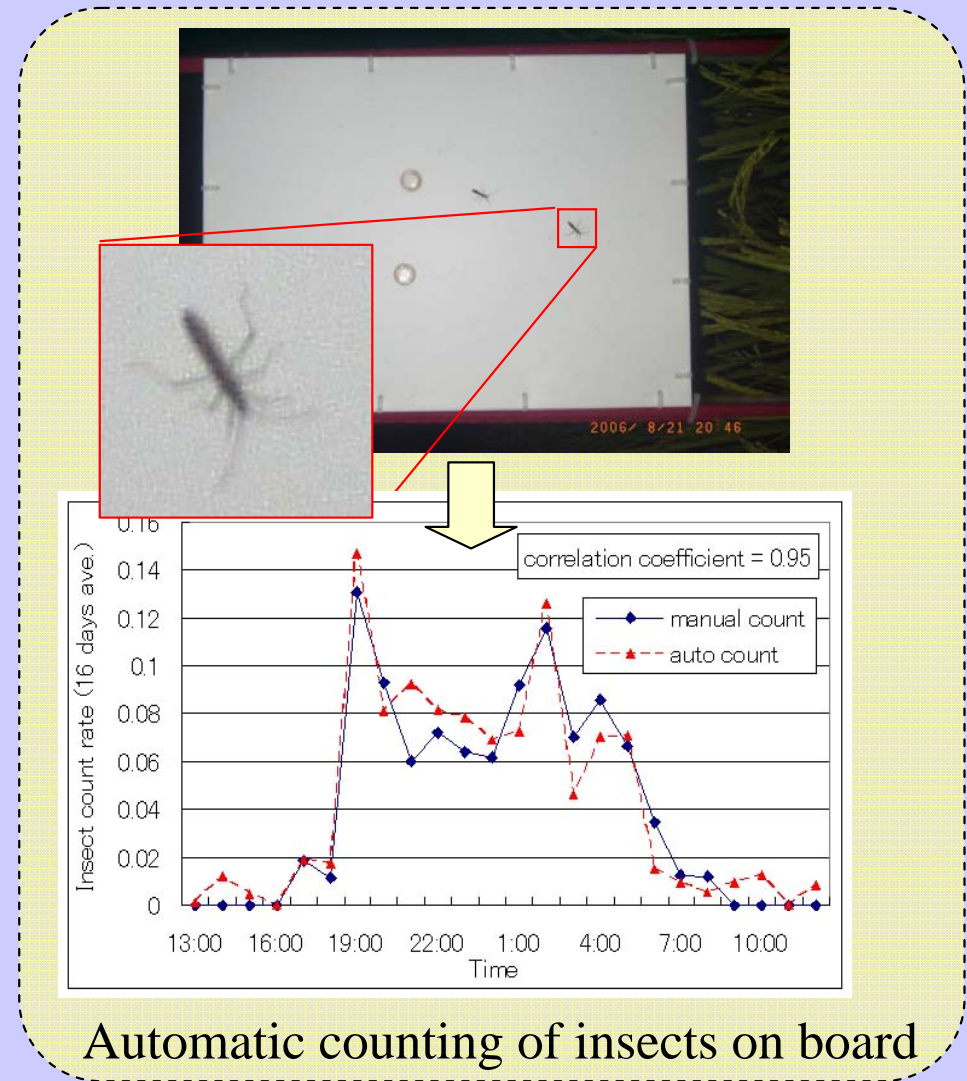 2006/ 8/21 20:46
0.16
0.14
0.12
0.1
0.08
0.06
0.04
0.02
0
Insect count rate (16 days ave.)
correlation coefficient = 0.95
manual count
auto count
13:00 16:00 19:00 22:00 1:00 4:00 7:00 10:00
Time
Automatic counting of insects on board